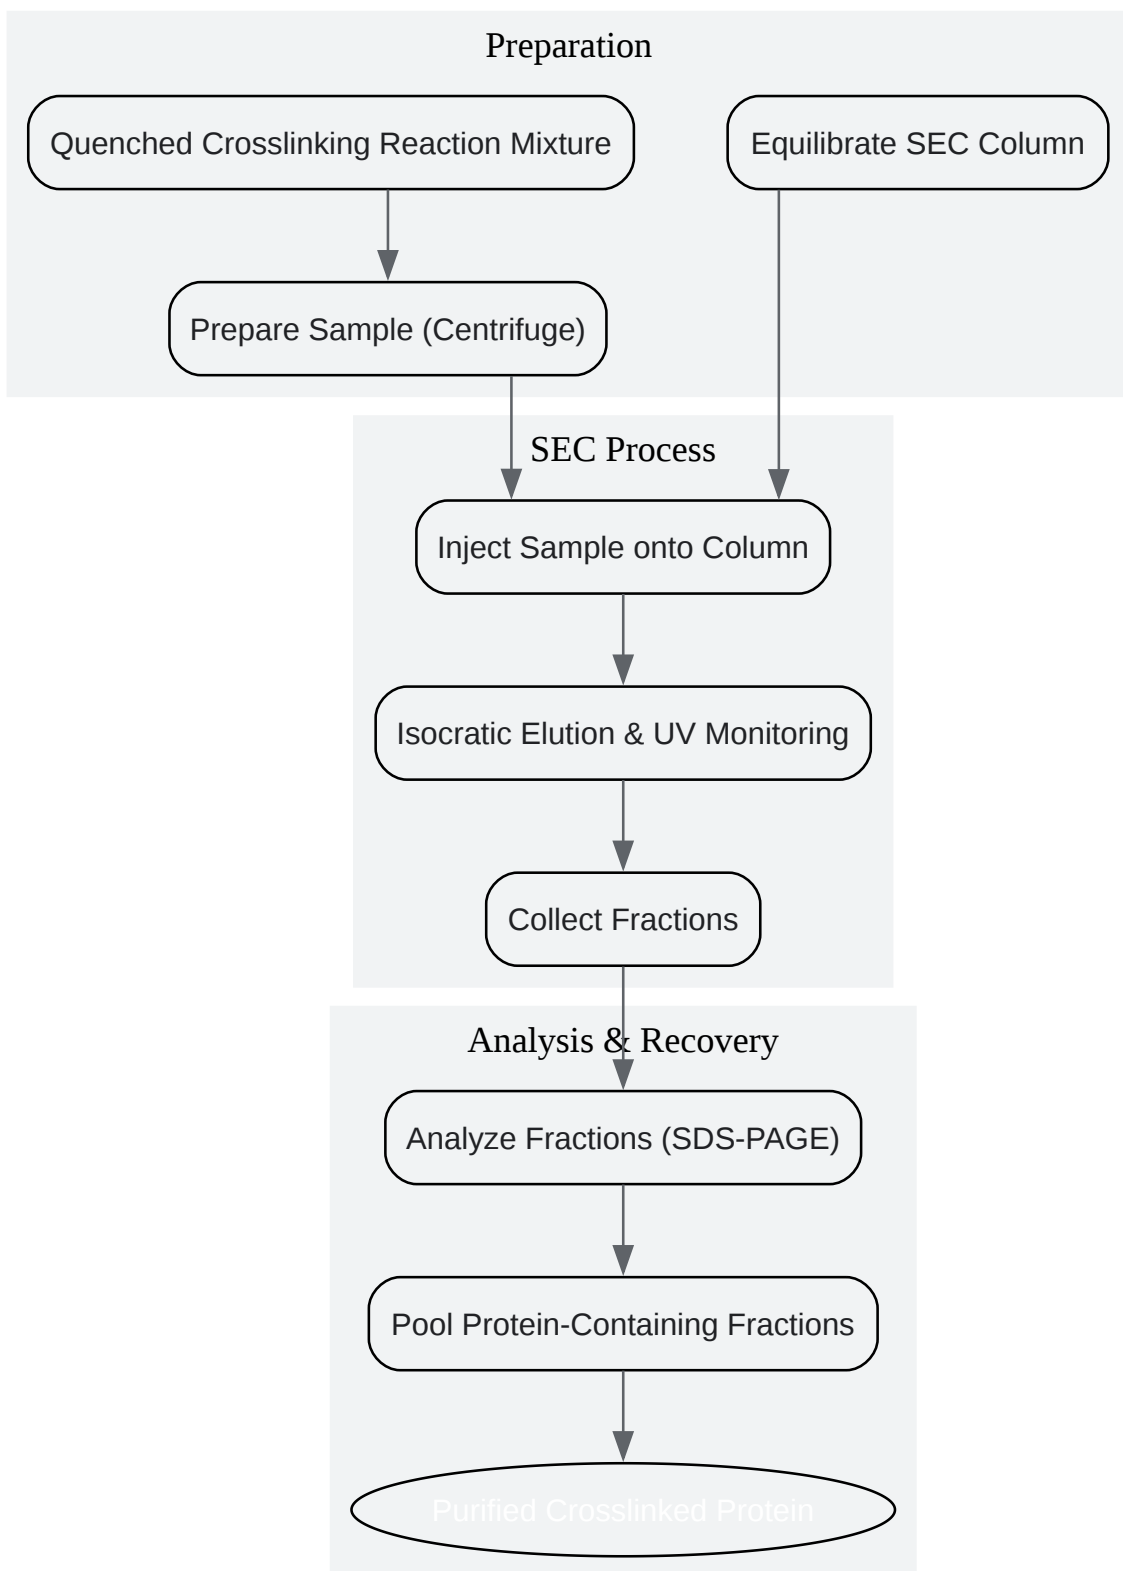 Preparation
Quenched Crosslinking Reaction Mixture
Equilibrate SEC Column
Prepare Sample (Centrifuge)
SEC Process
Inject Sample onto Column
Isocratic Elution & UV Monitoring
Collect Fractions
Analysis & Recovery
Analyze Fractions (SDS-PAGE)
Pool Protein-Containing Fractions
Purified Crosslinked Protein